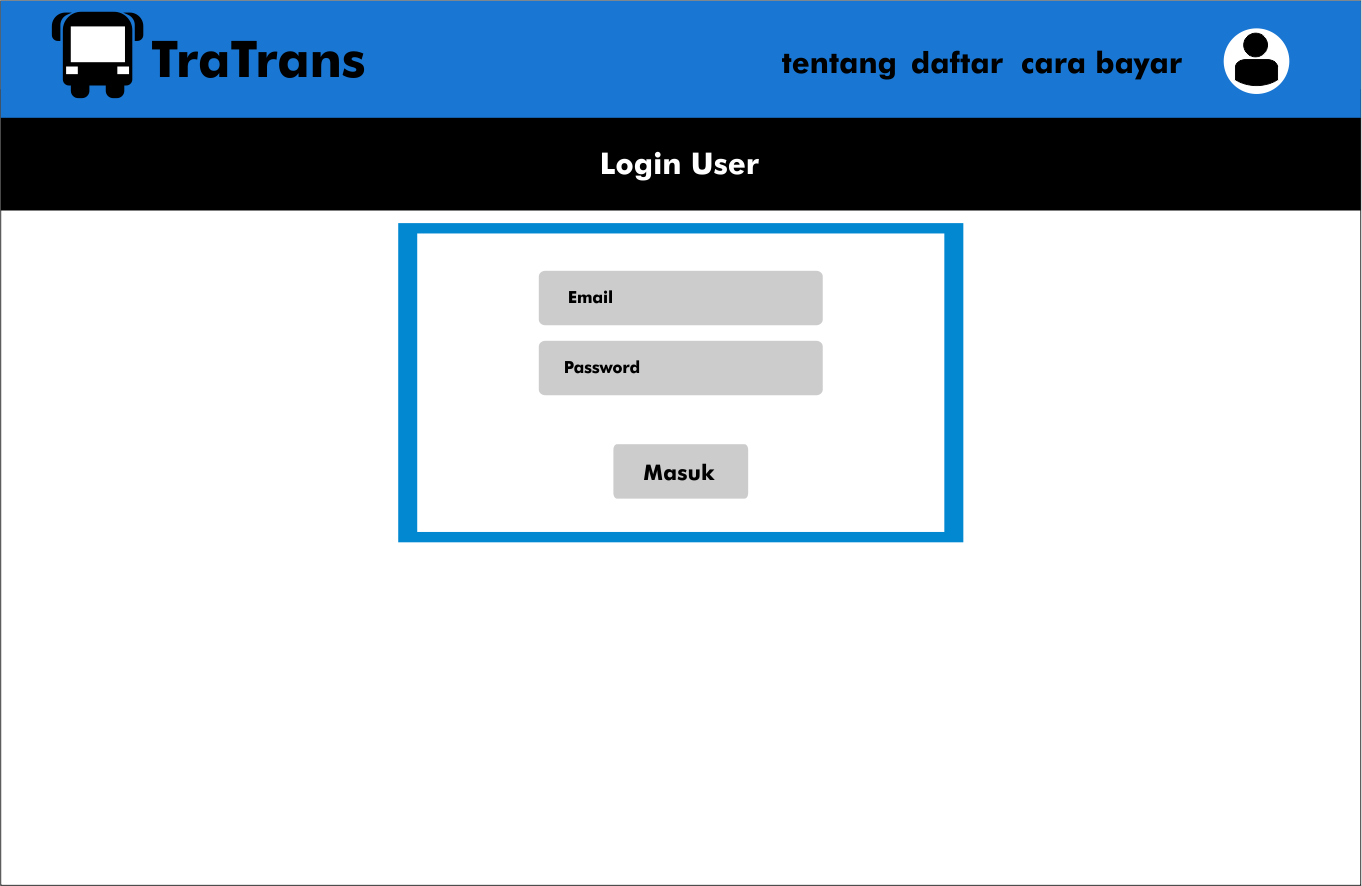 TraTrans
tentang daftar cara bayar
Login User
Email
Password
Masuk